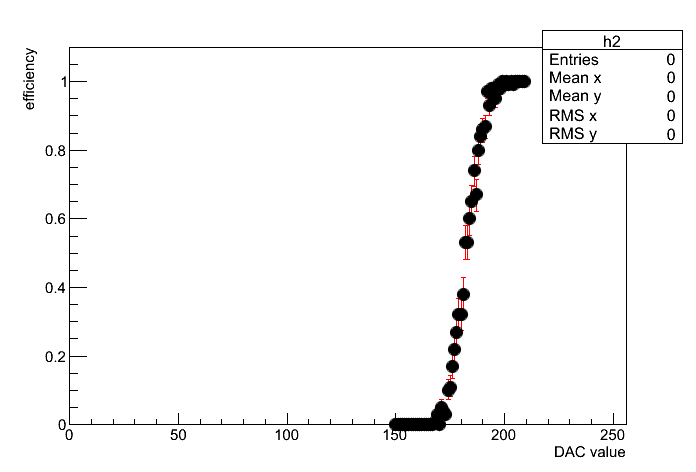 h2
Entries 0
Mean x 0
Mean y 0
RMS x 0
RMS y 0
efficiency
1
0.8
0.6
0.4
0.2
0
0 50 100 150 200 250
DAC value